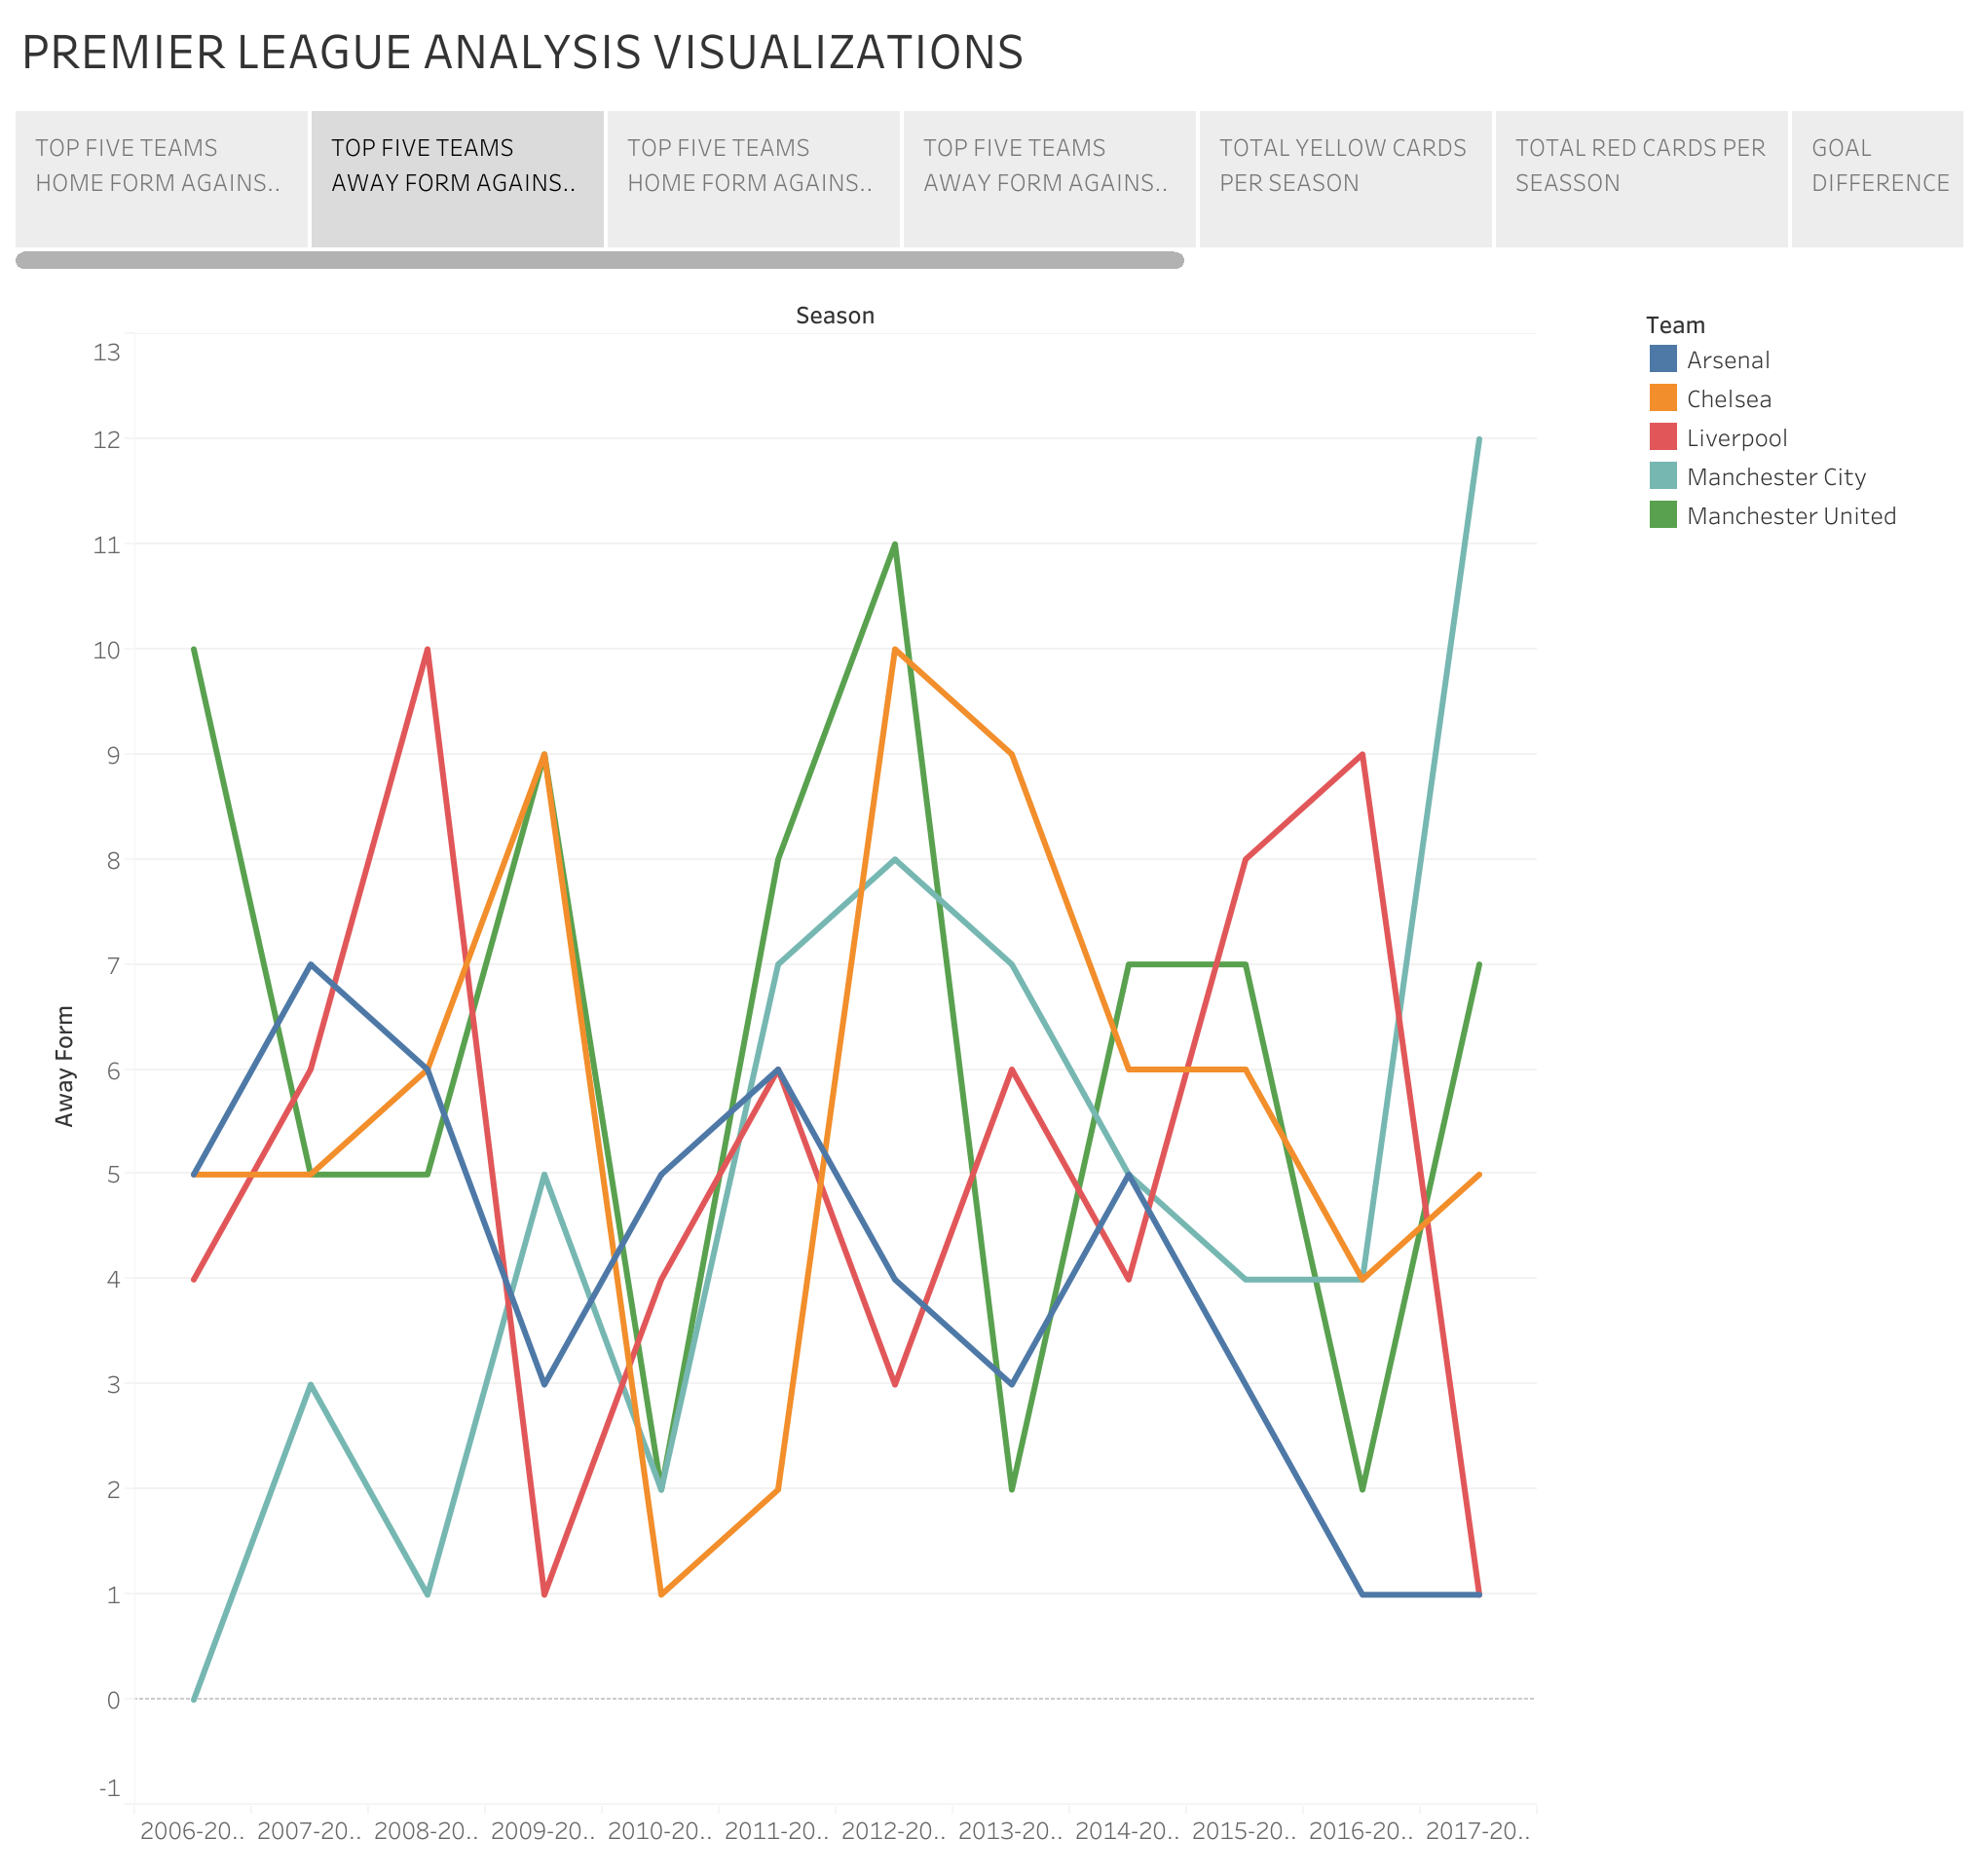 PREMIER LEAGUE ANALYSIS VISUALIZATIONS
TOP FIVE TEAMS
HOME FORM AGAINS..
TOP FIVE TEAMS
AWAY FORM AGAINS..
TOP FIVE TEAMS
HOME FORM AGAINS..
TOP FIVE TEAMS
AWAY FORM AGAINS..
TOTAL YELLOW CARDS
PER SEASON
TOTAL RED CARDS PER
SEASSON
GOAL
DIFFERENCE
Season
Team
Arsenal
Chelsea
Liverpool
Manchester City
Manchester United
Away Form
13
12
11
10
9
8
7
6
5
4
3
2
1
0
-1
2006-20.. 2007-20.. 2008-20.. 2009-20.. 2010-20.. 2011-20.. 2012-20.. 2013-20.. 2014-20.. 2015-20.. 2016-20.. 2017-20..